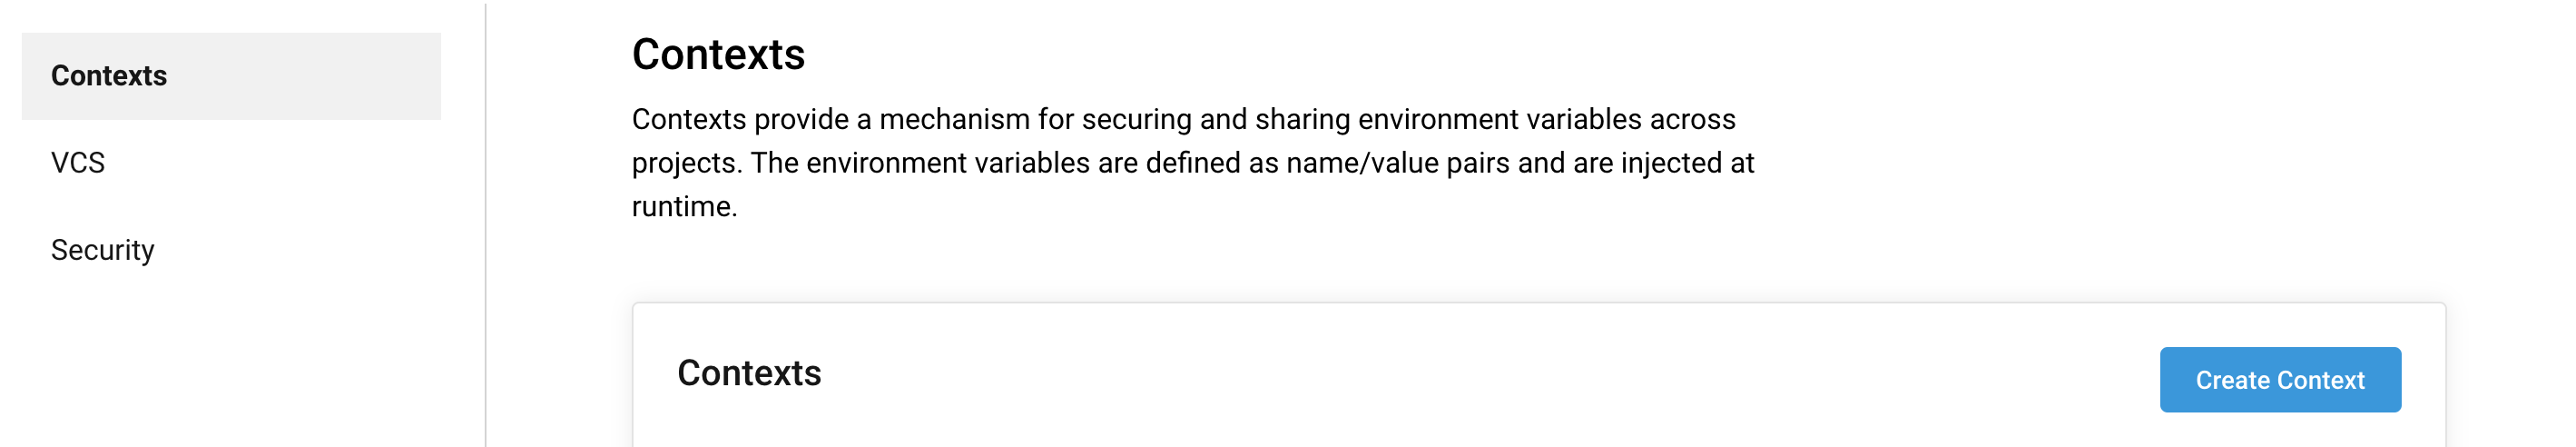 Contexts
VCS
Security
Contexts
Contexts provide a mechanism for securing and sharing environment variables across
projects. The environment variables are defined as name/value pairs and are injected at
runtime.
Contexts
Create Context